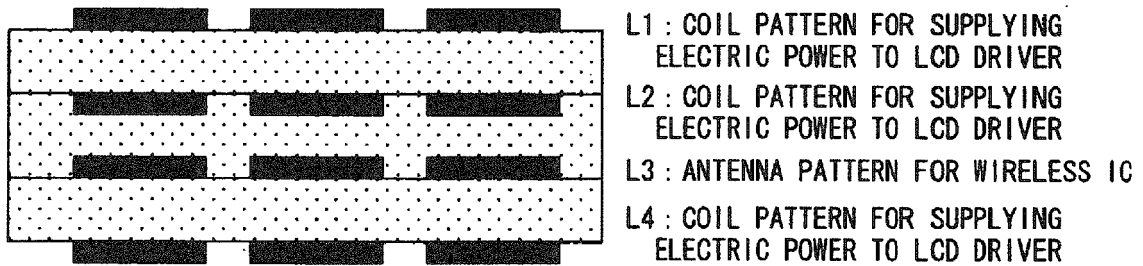 L1 : COIL PATTERN FOR SUPPLYING
ELECTRIC POWER TO LCD DRIVER
L2 : COIL PATTERN FOR SUPPLYING
ELECTRIC POWER TO LCD DRIVER
L3 : ANTENNA PATTERN FOR WIRELESS IC
L4 : COIL PATTERN FOR SUPPLYING
ELECTRIC POWER TO LCD DRIVER